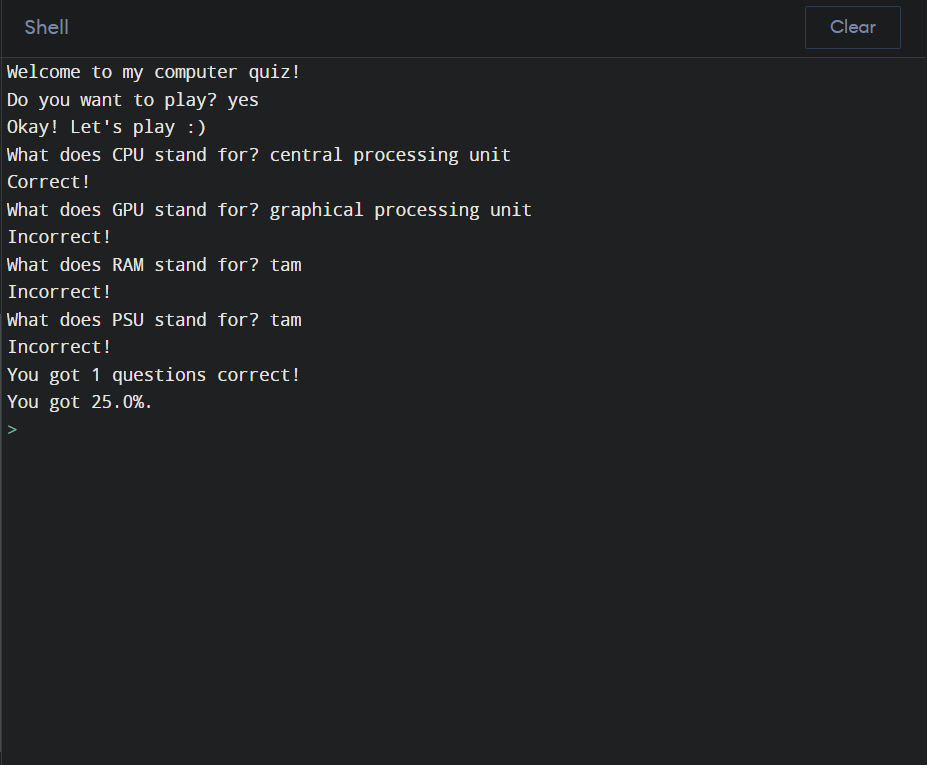 Shell
Clear
Welcome to my computer quiz!
Do you want to play? yes
Okay! Let's play :)
What does CPU stand for? central processing unit
Correct!
What does GPU stand for? graphical processing unit
Incorrect!
What does RAM stand for? tam
Incorrect!
What does PSU stand for? tam
Incorrect!
You got 1 questions correct!
You got 25.0%.
>